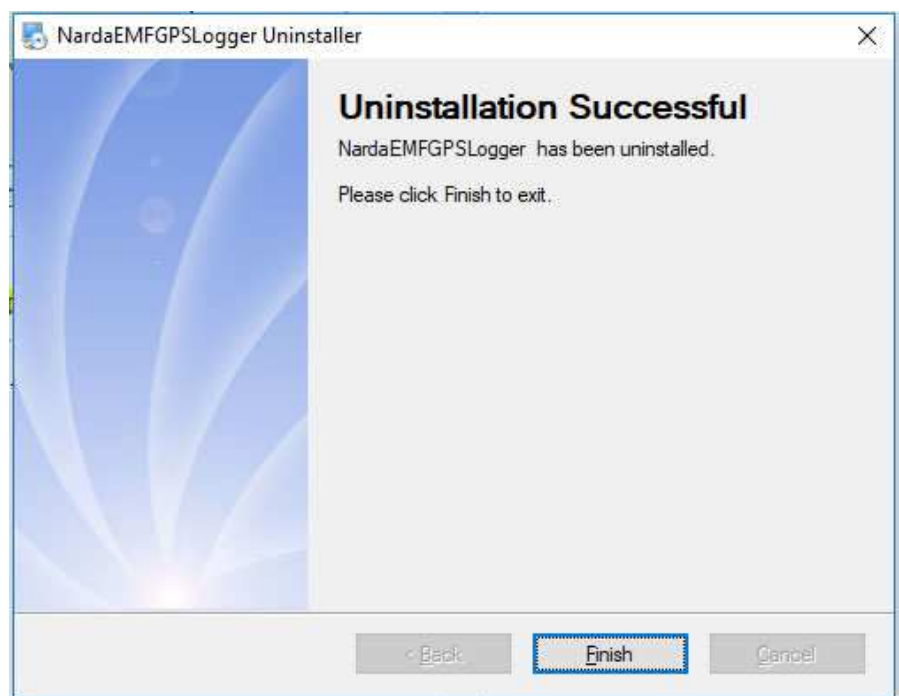 NardaEMFGPSLogger Uninstaller
Uninstallation Successful
NardaEMFGPSLogger has been uninstalled.
Please click Finish to exit.
< Back
Finish
Cancel